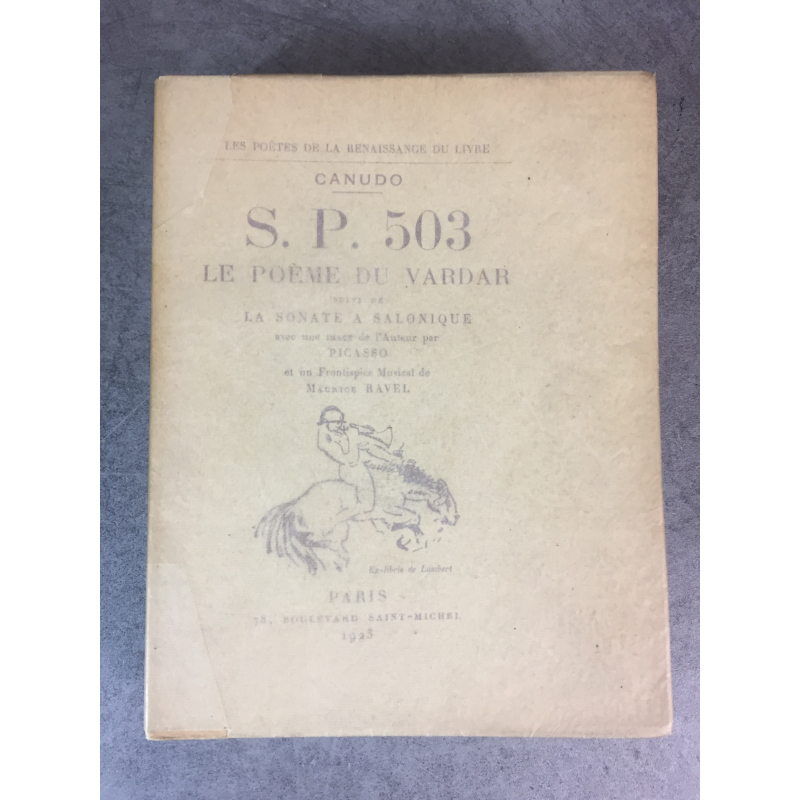 LES POÈTES DE LA RENAISSANCE DU LIVRE
CANUDO
S. P. 503
LE POÈME DU VARDAR
SUIVI DE
LA SONATE A SALONIQUE
avec une image de l'Auteur par
PICASSO
et un Frontispice Musical de
MAURICE RAVEL
Ex-libris de Lombart
PARIS
78, BOULEVARD SAINT-MICHEL
1923